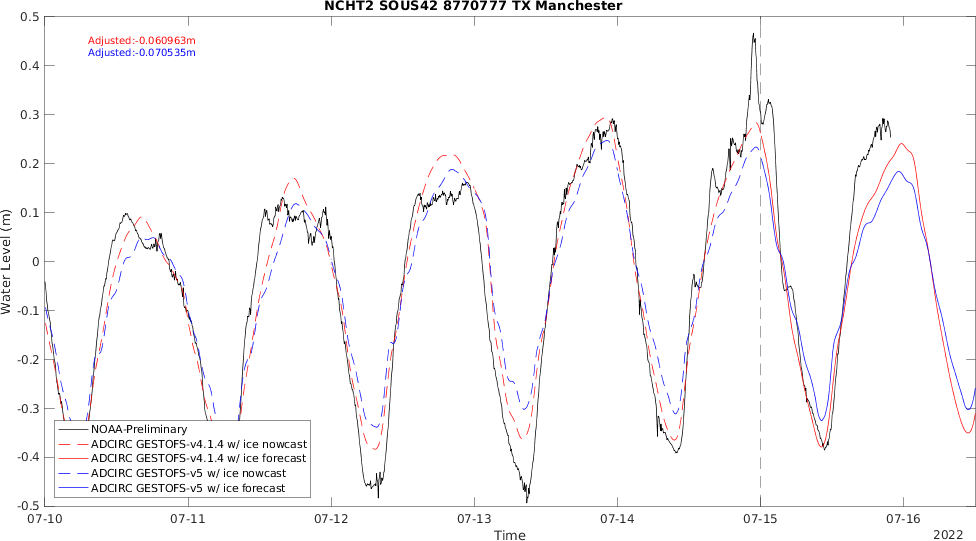 NCHT2 SOUS42 8770777 TX Manchester
Adjusted:-0.060963m
Adjusted:-0.070535m
0.5
0.4
0.3
0.2
0.1
0
-0.1
-0.2
-0.3
-0.4
-0.5
Water Level (m)
NOAA-Preliminary
ADCIRC GESTOFS-v4.1.4 w/ ice nowcast
ADCIRC GESTOFS-v4.1.4 w/ ice forecast
ADCIRC GESTOFS-v5 w/ ice nowcast
ADCIRC GESTOFS-v5 w/ ice forecast
07-10 07-11 07-12 07-13 07-14 07-15 07-16
Time
2022